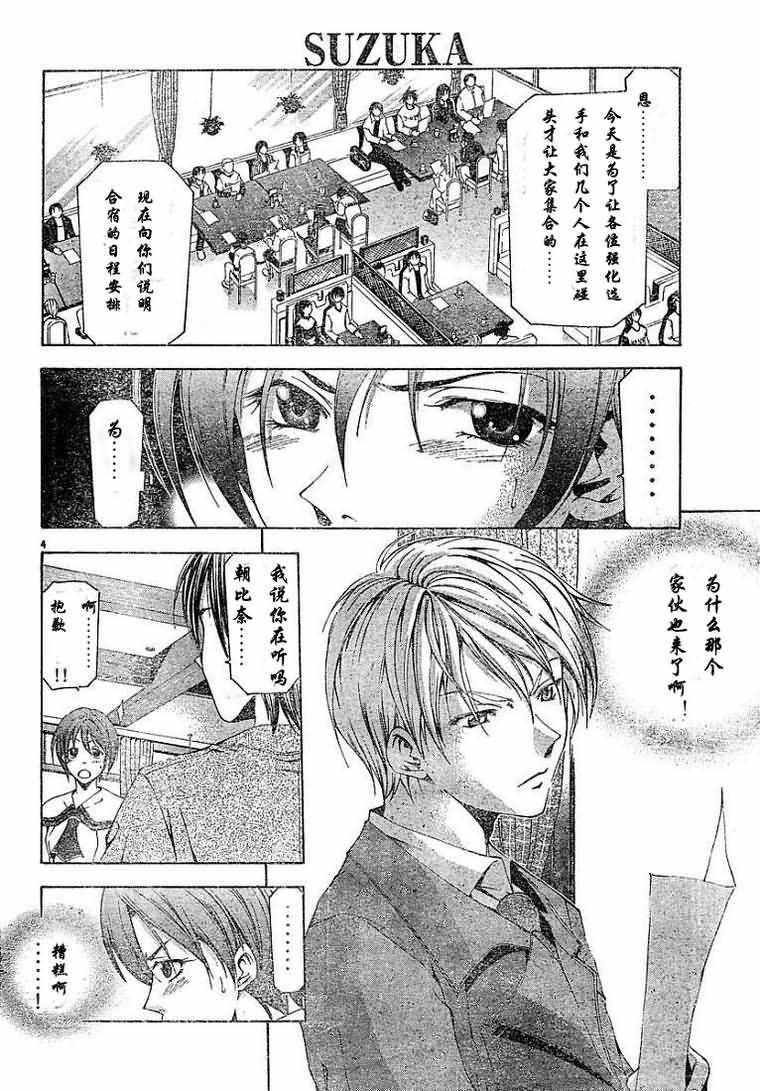 SUZUKA
恩………
今天是为了让各位强化选
手和我们几个人在这里碰
头才让大家集合的……
现在向你们说明
合宿的日程安排
………
为……
4
为什么那个
家伙也来了啊！
我说你在听吗
朝比奈……
啊………
抱歉！！
………
糟糕啊
……！